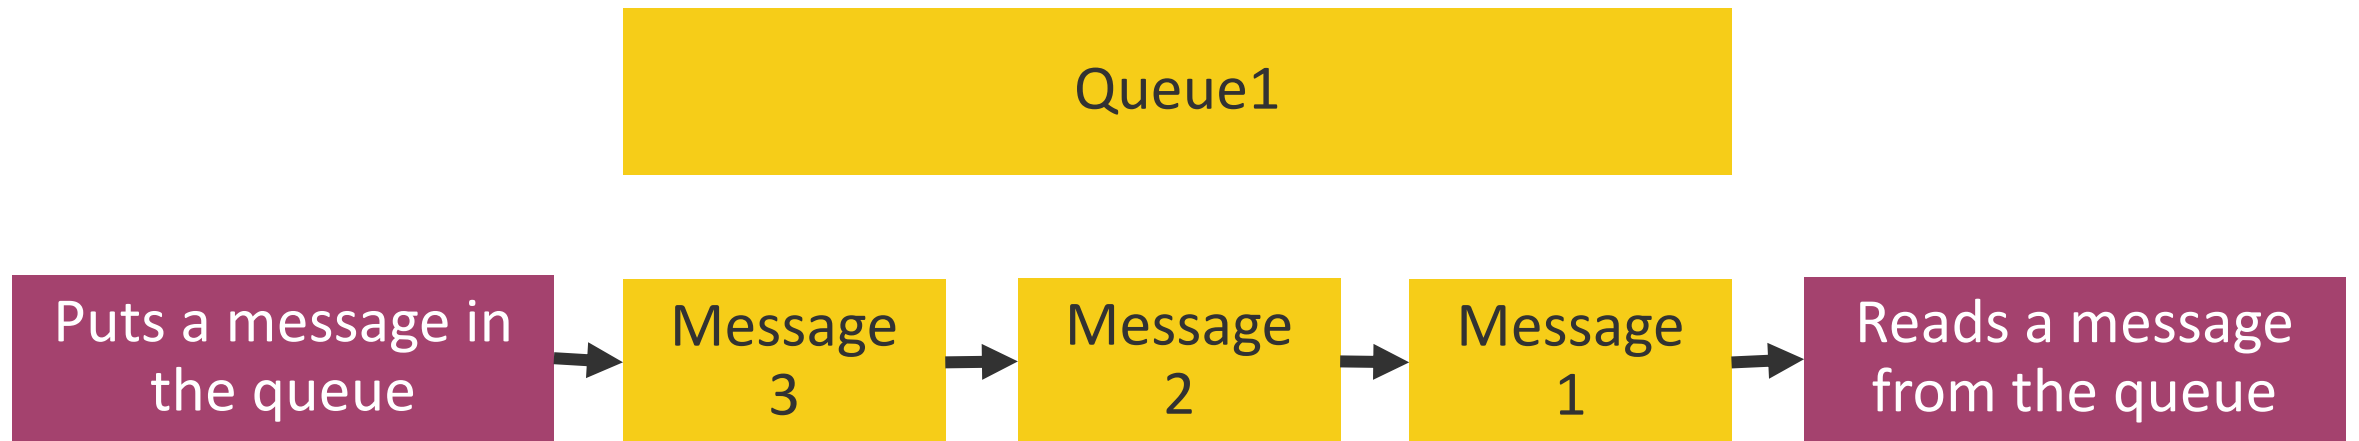 Queue1
Puts a message in
the queue
Message
3
Message
2
Message
1
Reads a message
from the queue